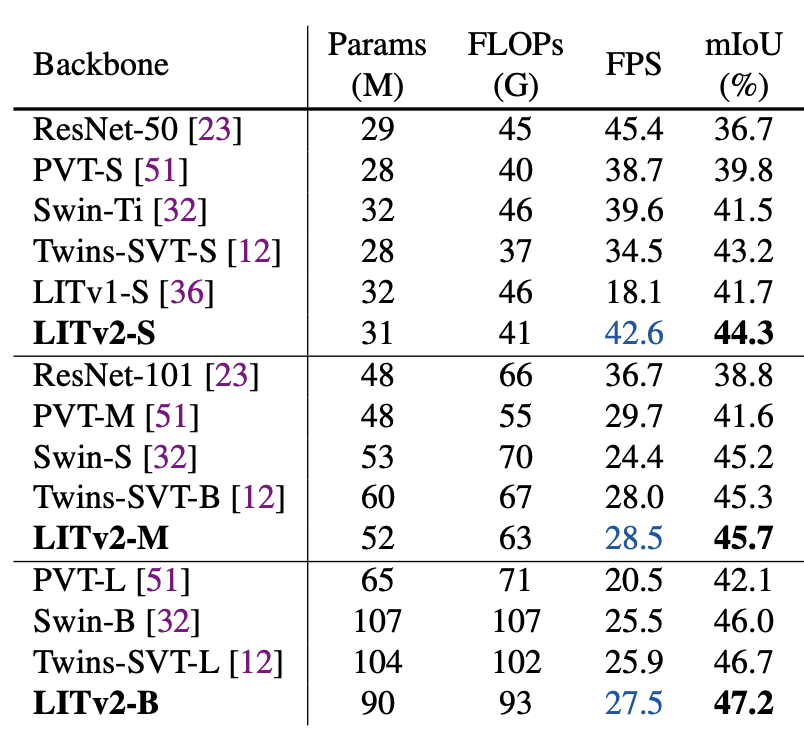 Backbone Params (M) FLOPs (G) FPS mIoU (%)
ResNet-50 [23] 29 45 45.4 36.7
PVT-S [51] 28 40 38.7 39.8
Swin-Ti [32] 32 46 39.6 41.5
Twins-SVT-S [12] 28 37 34.5 43.2
LITv1-S [36] 32 46 18.1 41.7
LITv2-S 31 41 42.6 44.3
ResNet-101 [23] 48 66 36.7 38.8
PVT-M [51] 48 55 29.7 41.6
Swin-S [32] 53 70 24.4 45.2
Twins-SVT-B [12] 60 67 28.0 45.3
LITv2-M 52 63 28.5 45.7
PVT-L [51] 65 71 20.5 42.1
Swin-B [32] 107 107 25.5 46.0
Twins-SVT-L [12] 104 102 25.9 46.7
LITv2-B 90 93 27.5 47.2